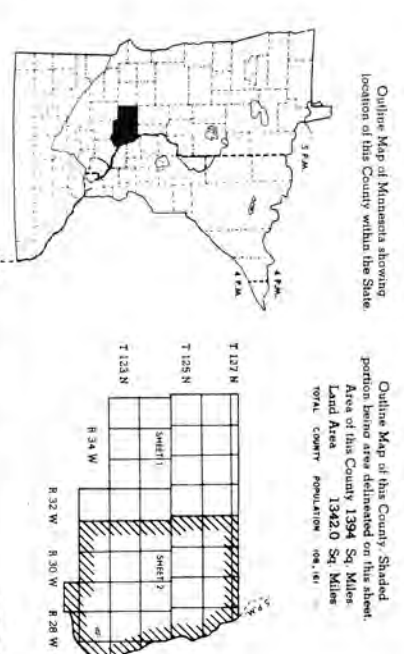 Outline Map of Minnesota showing
location of this County within the State.
5 P.M.
4 P.M.
4 P.M.
Outline Map of this County. Shaded
portion being area delineated on this sheet.
Area of this County 1394 Sq. Miles
Land Area 1342.0 Sq. Miles
TOTAL COUNTY POPULATION 108,161
T 127 N
T 125 N
T 123 N
SHEET 1
SHEET 2
R 34 W
R 32 W
R 30 W
R 28 W